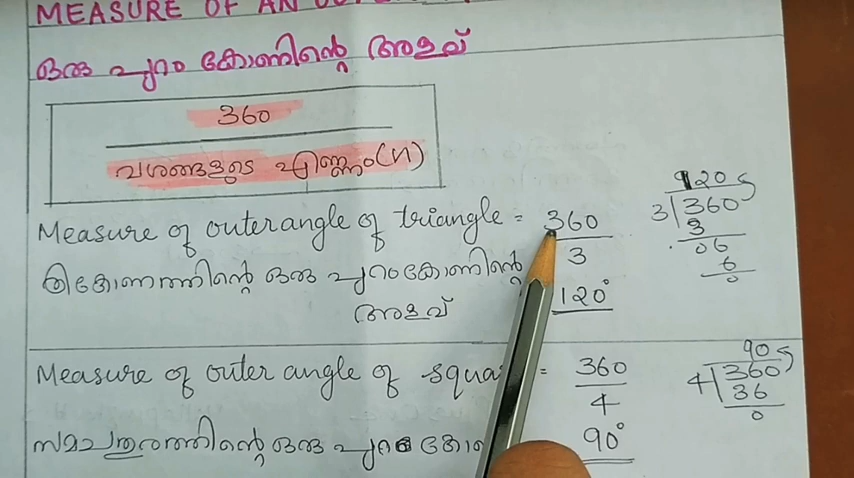 MEASURE OF AN
ഒരു പുറം കോണിന്റെ അളവ്
360
വശങ്ങളുടെ എണ്ണം(n)
Measure of outer angle of triangle = 360
3
ത്രികോണത്തിന്റെ ഒരു പുറംകോണിന്റെ
അളവ്
120°
120
3 360
3
06
6
0
Measure of outer angle of squa = 360
4
സമചതുരത്തിന്റെ ഒരു പുറ കോ
90°
90
4 360
36
0